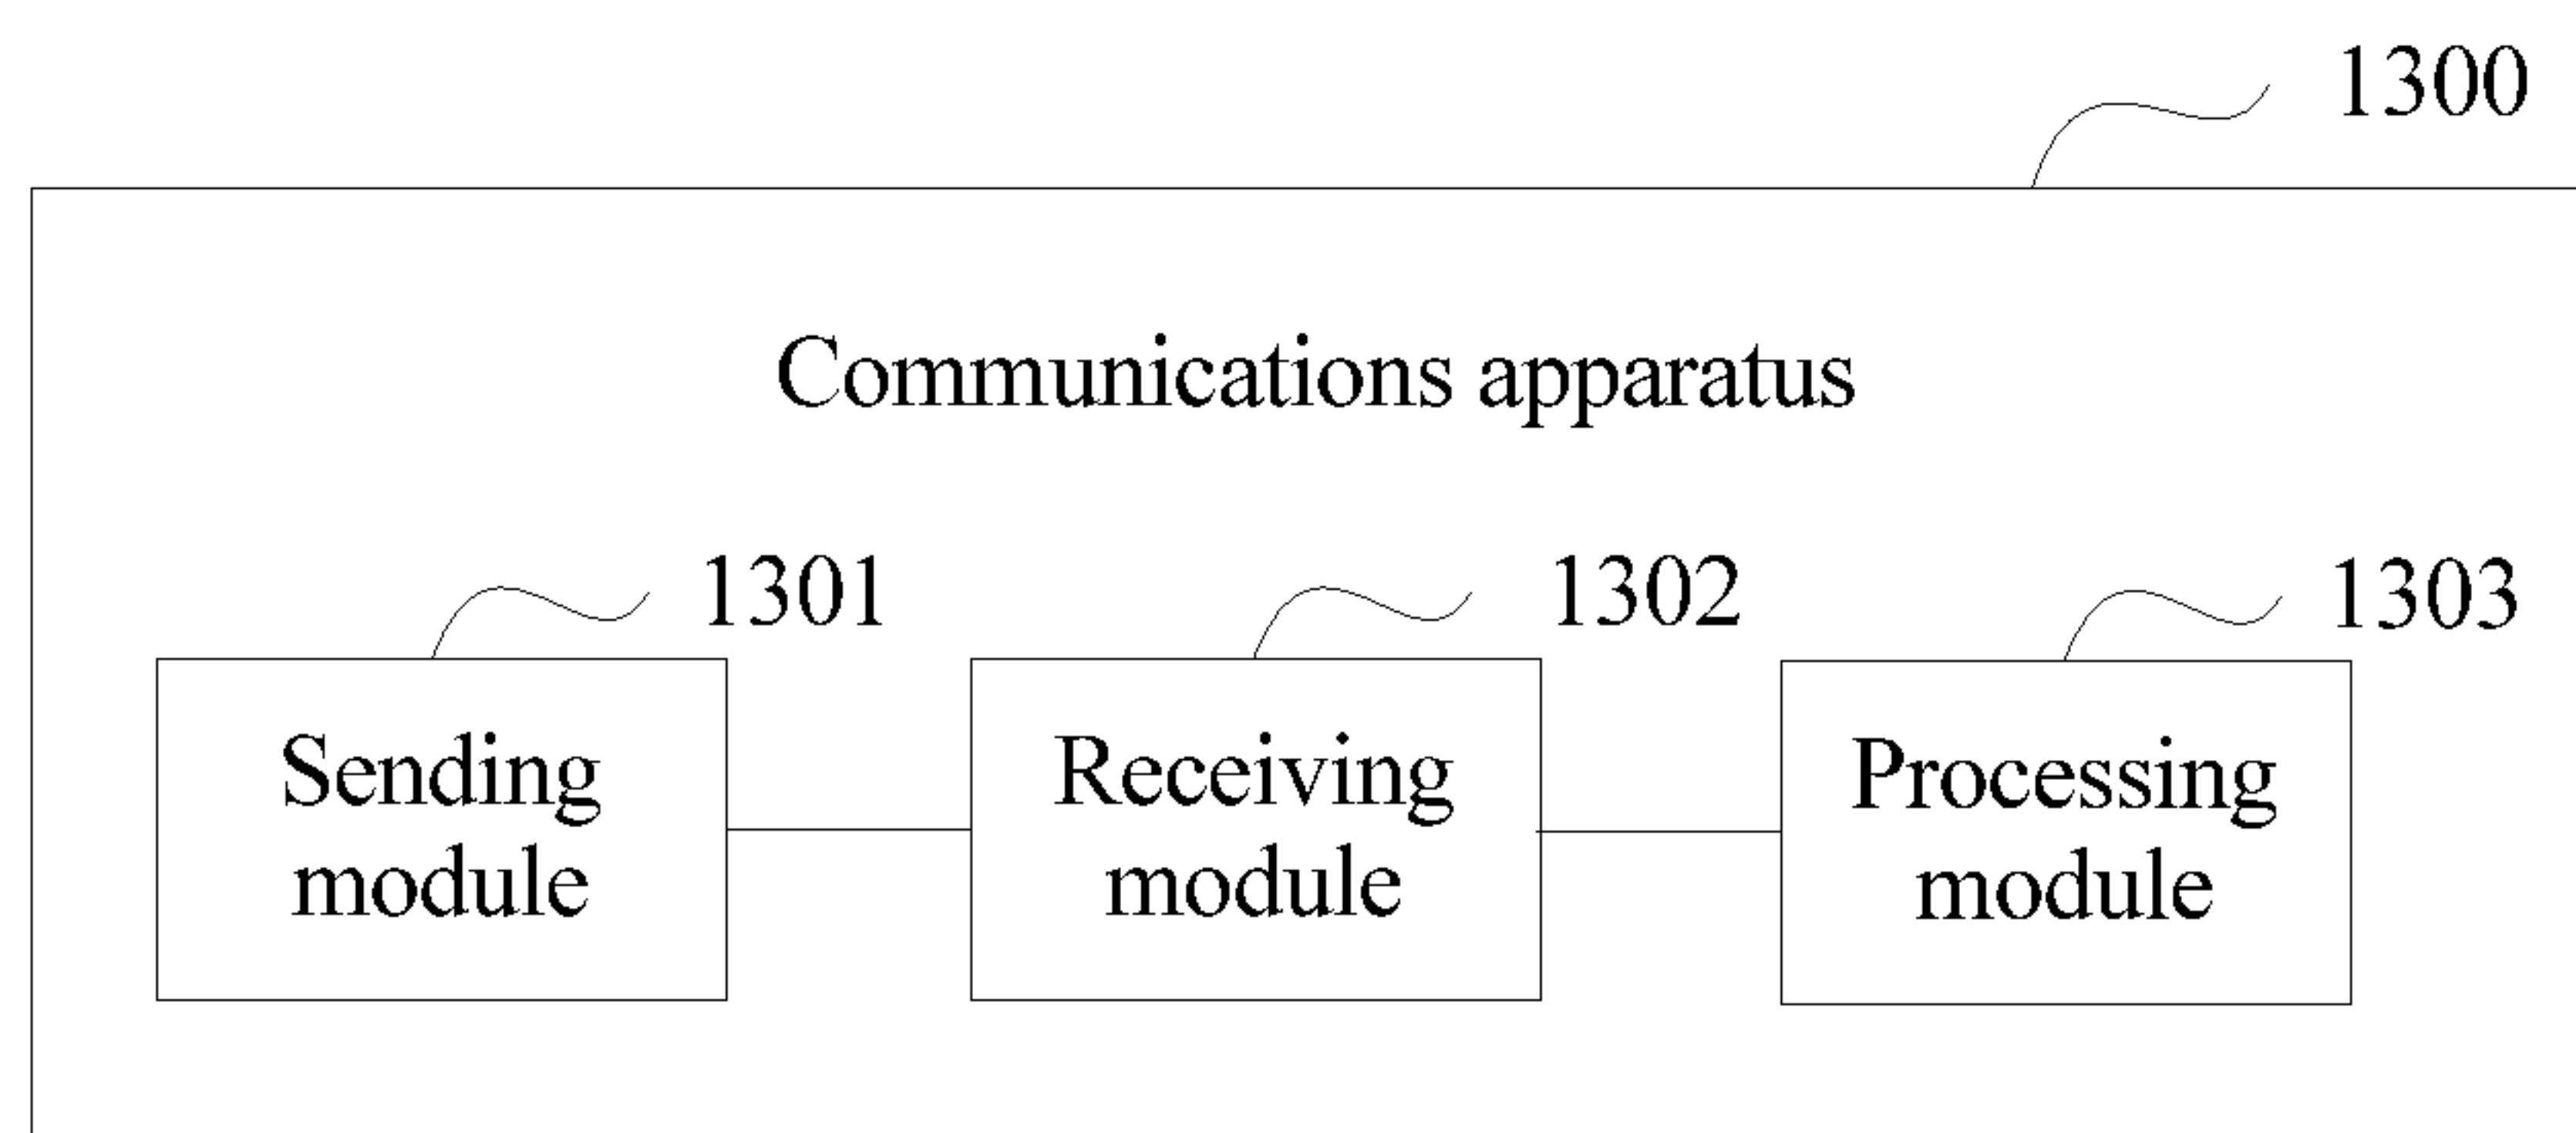 1300
Communications apparatus
1301
1302
1303
Sending
module
Receiving
module
Processing
module